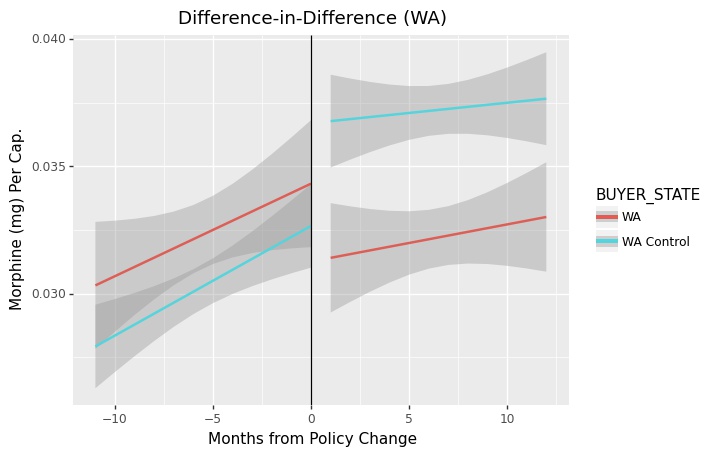 Difference-in-Difference (WA)
Morphine (mg) Per Cap.
0.040
0.035
0.030
−10
−5
0
5
10
Months from Policy Change
BUYER_STATE
WA
WA Control